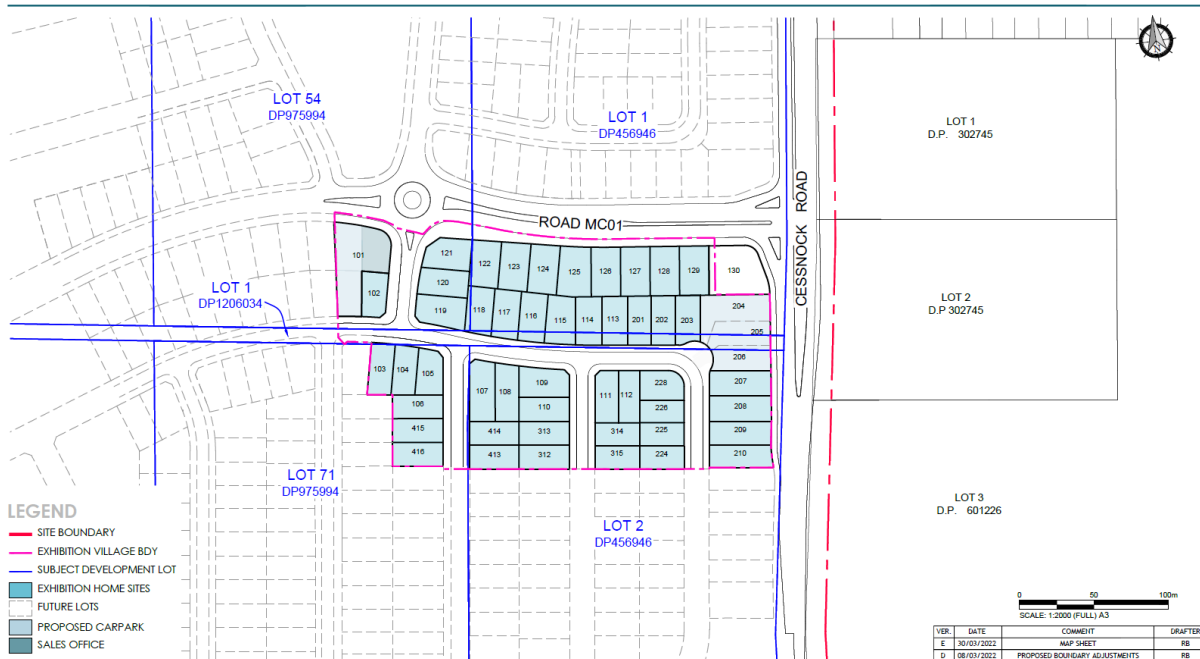 LOT 54
DP975994
LOT 1
DP456946
LOT 1
D.P. 302745
ROAD MC01
CESSNOCK ROAD
101
102
121
122
123
124
125
126
127
128
129
130
120
119
118
117
116
115
114
113
201
202
203
204
205
206
LOT 1
DP1206034
LOT 2
D.P 302745
103
104
105
106
415
416
107
108
109
110
414
313
413
312
111
112
228
226
314
225
315
224
207
208
209
210
LOT 71
DP975994
LOT 2
DP456946
LOT 3
D.P. 601226
LEGEND
SITE BOUNDARY
EXHIBITION VILLAGE BDY
SUBJECT DEVELOPMENT LOT
EXHIBITION HOME SITES
FUTURE LOTS
PROPOSED CARPARK
SALES OFFICE
N
0 50 100m
SCALE: 1:2000 (FULL) A3
VER. DATE COMMENT DRAFTER
E 30/03/2022 MAP SHEET RB
D 08/03/2022 PROPOSED BOUNDARY ADJUSTMENTS RB